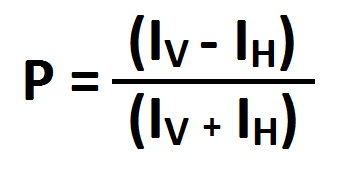 P = (IV - IH)
(IV + IH)